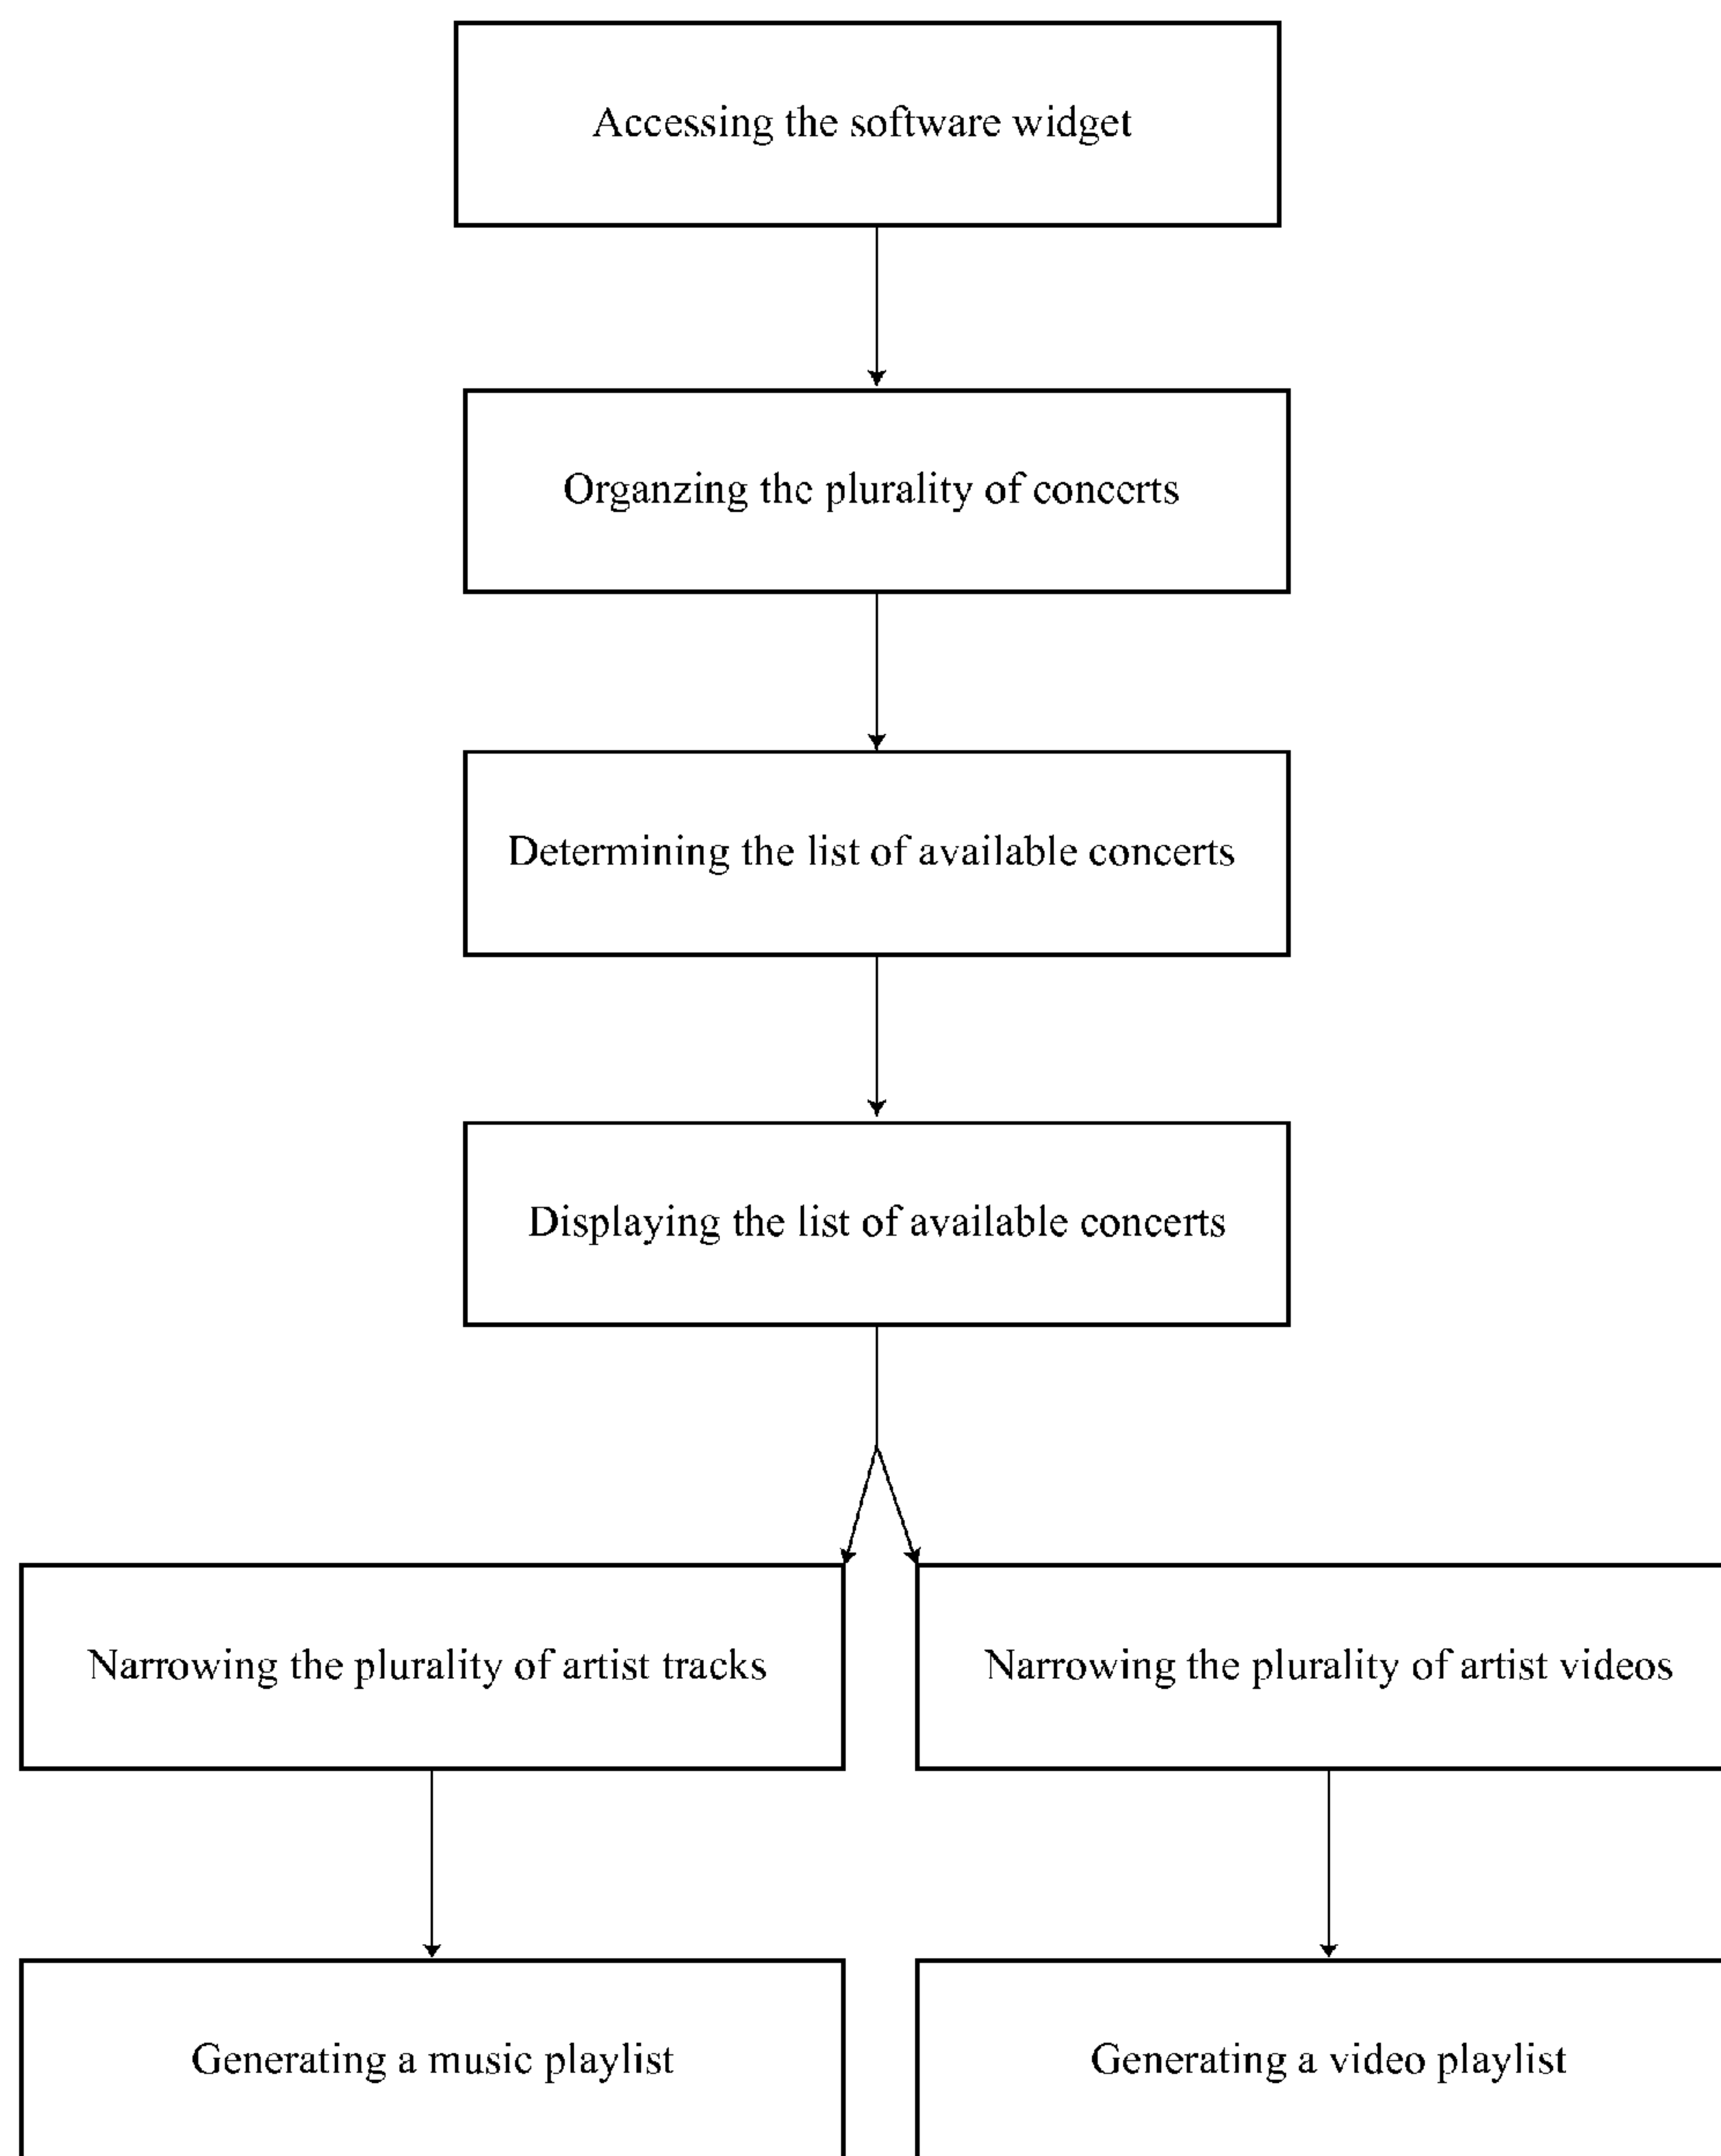 Accessing the software widget
Organzing the plurality of concerts
Determining the list of available concerts
Displaying the list of available concerts
Narrowing the plurality of artist tracks
Narrowing the plurality of artist videos
Generating a music playlist
Generating a video playlist